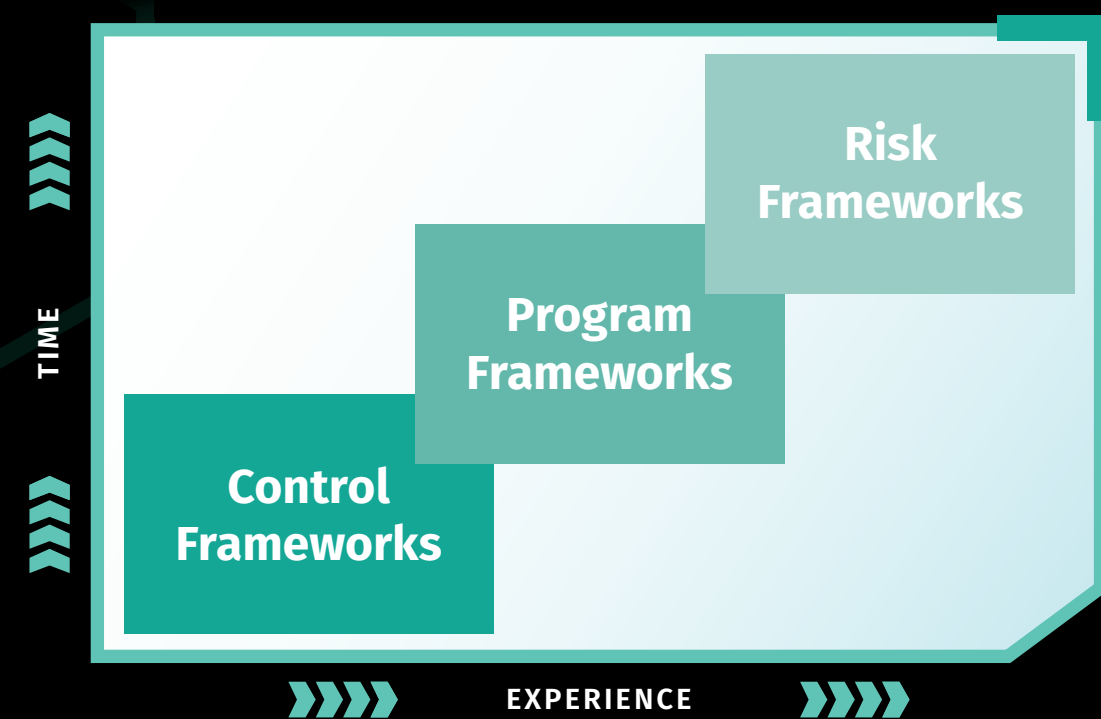 Risk
Frameworks
Program
Frameworks
Control
Frameworks
TIME
EXPERIENCE